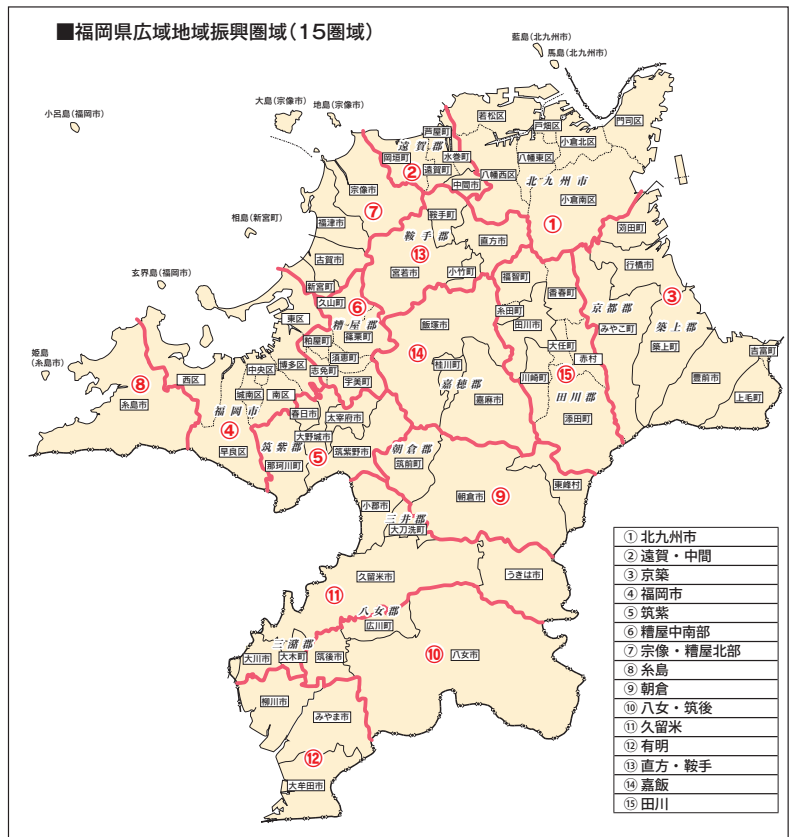 ■福岡県広域地域振興圏域（15圏域）
藍島（北九州市）
馬島（北九州市）
大島（宗像市）
地島（宗像市）
小呂島（福岡市）
芦屋町
若松区
戸畑区
門司区
小倉北区
遠賀郡
岡垣町
水巻町
遠賀町
②
八幡東区
八幡西区
中間市
北九州市
小倉南区
宗像市
⑦
鞍手町
①
苅田町
相島（新宮町）
福津市
鞍手郡
直方市
⑬
行橋市
古賀市
宮若市
小竹町
福智町
香春町
玄界島（福岡市）
新宮町
久山町
⑥
京都郡
③
東区
糟屋郡
篠栗町
飯塚市
糸田町
田川市
みやこ町
築上郡
粕屋町
須恵町
⑭
大任町
築上町
吉富町
姫島
（糸島市）
⑧
西区
中央区
博多区
志免町
桂川町
赤村
豊前市
糸島市
城南区
南区
宇美町
嘉穂郡
川崎町
⑮
上毛町
福岡市
春日市
太宰府市
嘉麻市
田川郡
④
添田町
早良区
筑紫郡
大野城市
筑紫野市
朝倉郡
⑤
那珂川町
筑前町
東峰村
朝倉市
⑨
小郡市
三井郡
大刀洗町
久留米市
うきは市
⑪
八女郡
広川町
三潴郡
大川市
大木町
筑後市
⑩
八女市
柳川市
みやま市
⑫
大牟田市
① 北九州市
② 遠賀・中間
③ 京築
④ 福岡市
⑤ 筑紫
⑥ 糟屋中南部
⑦ 宗像・糟屋北部
⑧ 糸島
⑨ 朝倉
⑩ 八女・筑後
⑪ 久留米
⑫ 有明
⑬ 直方・鞍手
⑭ 嘉飯
⑮ 田川